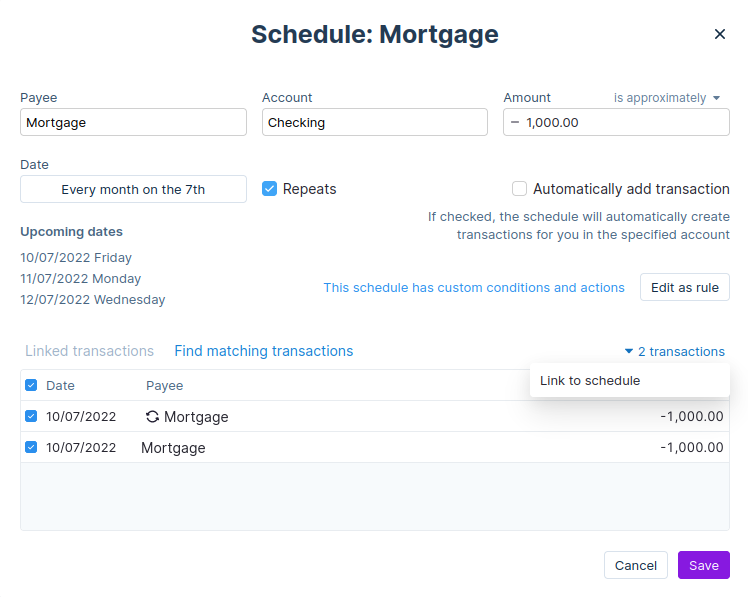 Schedule: Mortgage
Payee
Account
Amount
is approximately
Mortgage
Checking
− 1,000.00
Date
Every month on the 7th
Repeats
Automatically add transaction
If checked, the schedule will automatically create
transactions for you in the specified account
Upcoming dates
10/07/2022 Friday
11/07/2022 Monday
12/07/2022 Wednesday
This schedule has custom conditions and actions
Edit as rule
Linked transactions
Find matching transactions
2 transactions
Link to schedule
Date Payee
10/07/2022 Mortgage -1,000.00
10/07/2022 Mortgage -1,000.00
Cancel
Save